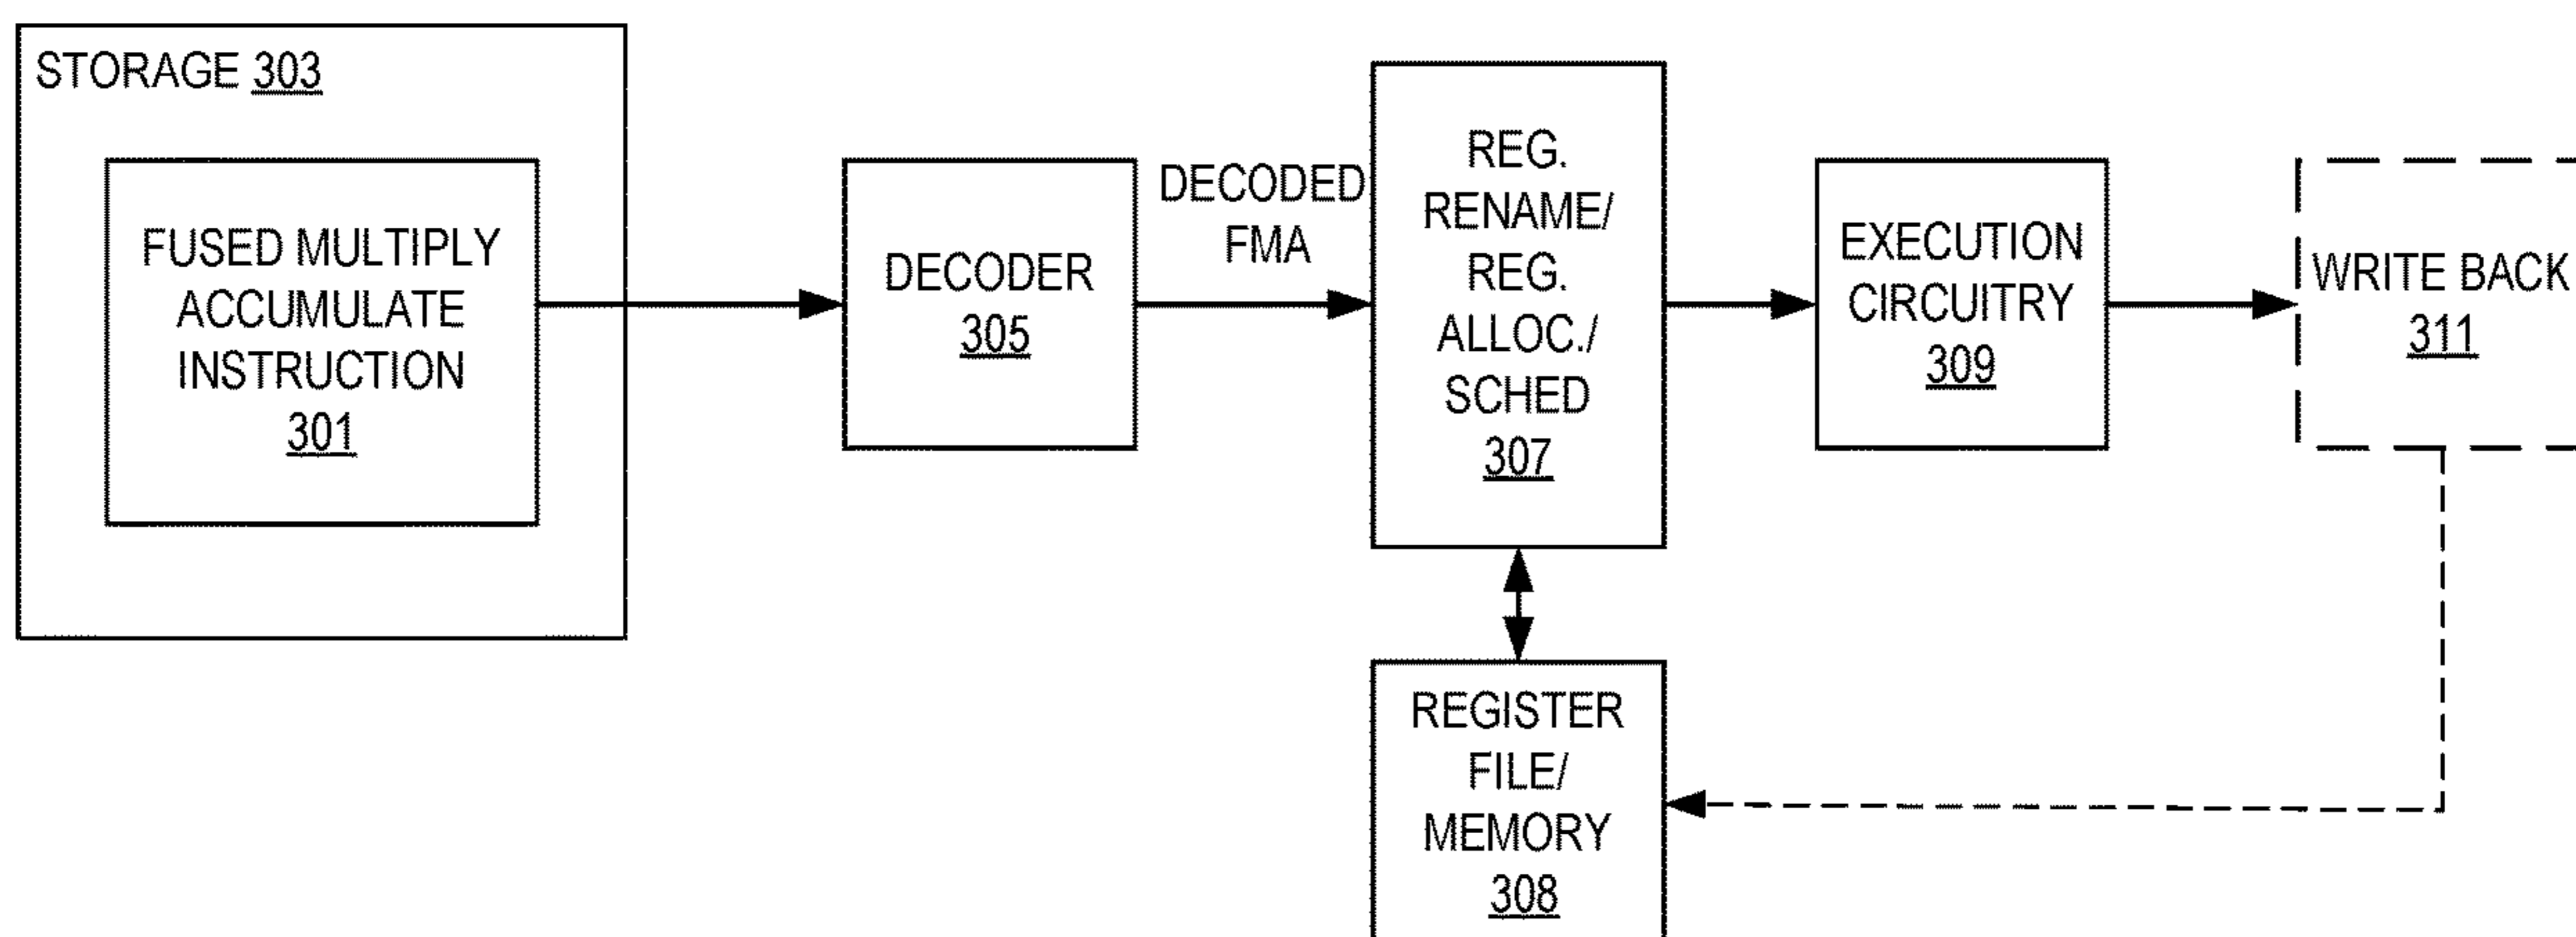 STORAGE 303
FUSED MULTIPLY
ACCUMULATE
INSTRUCTION
301
DECODER
305
DECODED
FMA
REG.
RENAME/
REG.
ALLOC./
SCHED
307
EXECUTION
CIRCUITRY
309
WRITE BACK
311
REGISTER
FILE/
MEMORY
308